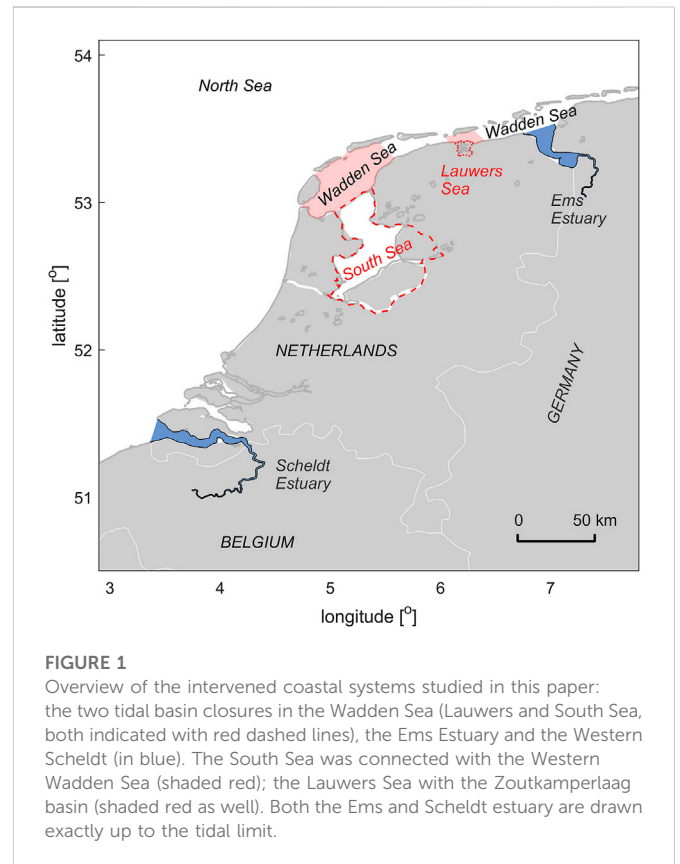 54
North Sea
Wadden Sea
Wadden Sea
Lauwers
Sea
Ems
Estuary
53
South Sea
latitude [o]
52
NETHERLANDS
GERMANY
Scheldt
Estuary
51
0 50 km
BELGIUM
3 4 5 6 7
longitude [o]
FIGURE 1
Overview of the intervened coastal systems studied in this paper:
the two tidal basin closures in the Wadden Sea (Lauwers and South Sea,
both indicated with red dashed lines), the Ems Estuary and the Western
Scheldt (in blue). The South Sea was connected with the Western
Wadden Sea (shaded red); the Lauwers Sea with the Zoutkamperlaag
basin (shaded red as well). Both the Ems and Scheldt estuary are drawn
exactly up to the tidal limit.